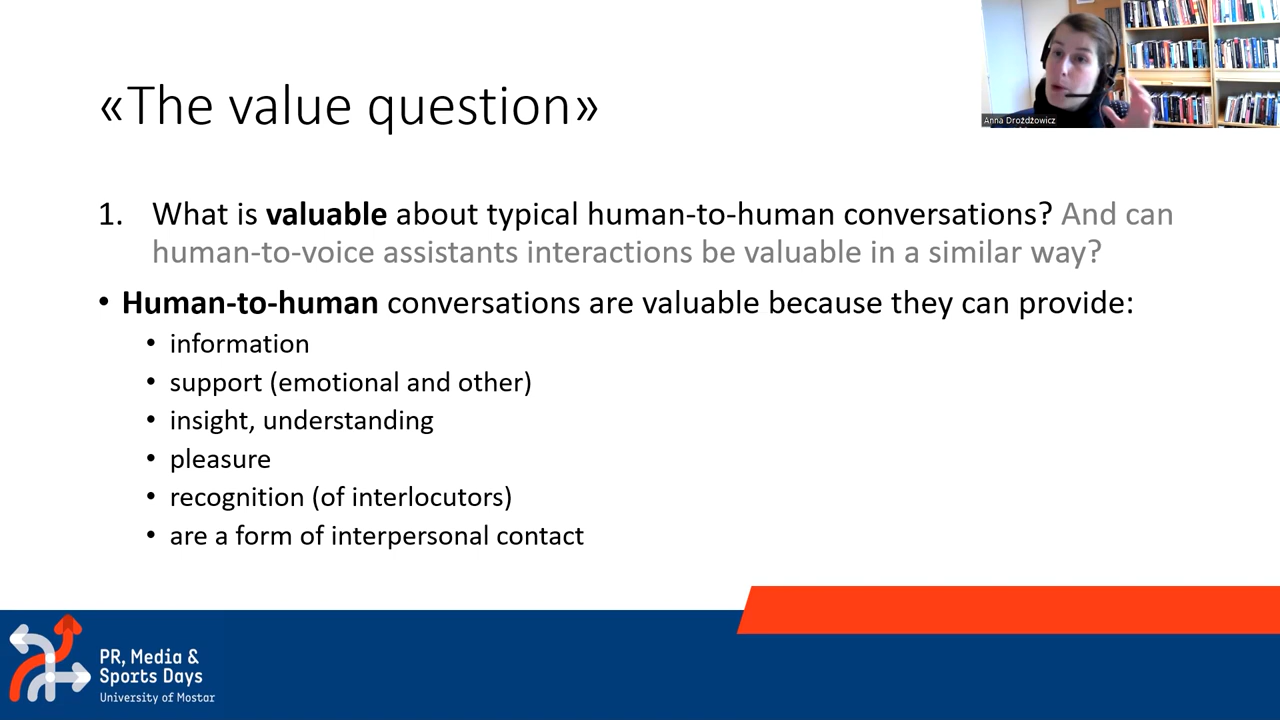 «The value question»
Anna Drożdżowicz
1. What is valuable about typical human-to-human conversations? And can
human-to-voice assistants interactions be valuable in a similar way?
• Human-to-human conversations are valuable because they can provide:
• information
• support (emotional and other)
• insight, understanding
• pleasure
• recognition (of interlocutors)
• are a form of interpersonal contact
PR, Media &
Sports Days
University of Mostar